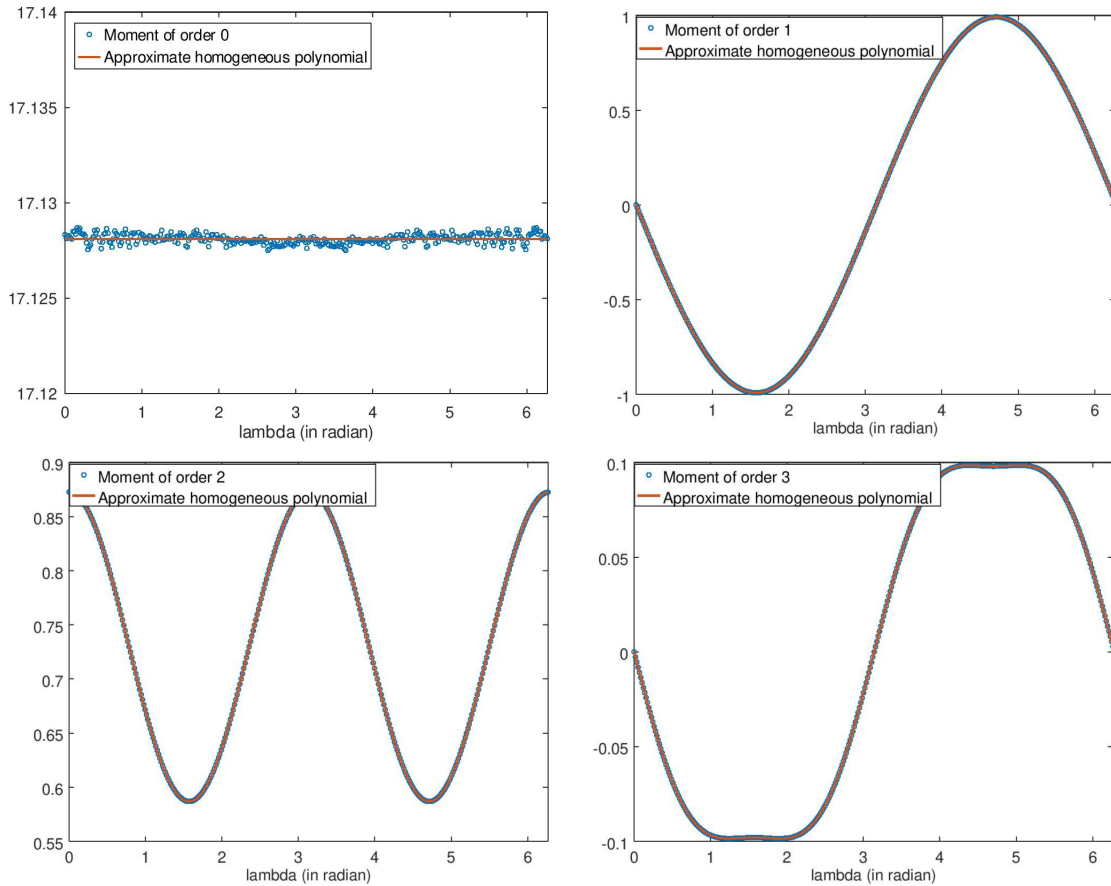 17.14
17.135
17.13
17.125
17.12
0 1 2 3 4 5 6
lambda (in radian)
Moment of order 0
Approximate homogeneous polynomial
1
0.5
0
-0.5
-1
0 1 2 3 4 5 6
lambda (in radian)
Moment of order 1
Approximate homogeneous polynomial
0.9
0.85
0.8
0.75
0.7
0.65
0.6
0.55
0 1 2 3 4 5 6
lambda (in radian)
Moment of order 2
Approximate homogeneous polynomial
0.1
0.05
0
-0.05
-0.1
0 1 2 3 4 5 6
lambda (in radian)
Moment of order 3
Approximate homogeneous polynomial